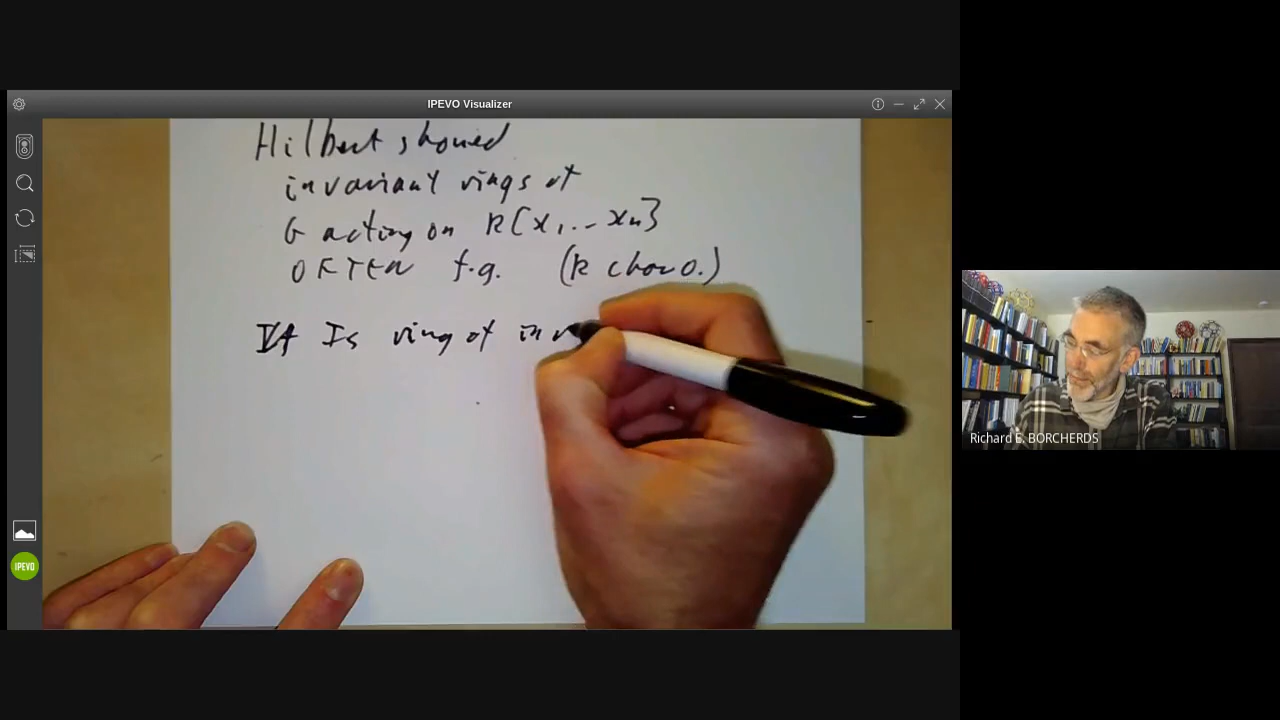 IPEVO Visualizer
Hilbert showed
invariant rings of
G acting on k[x₁...xₙ]
OFTEN f.g. (k char 0.)
Is ring of inv
Richard E. BORCHERDS
IPEVO